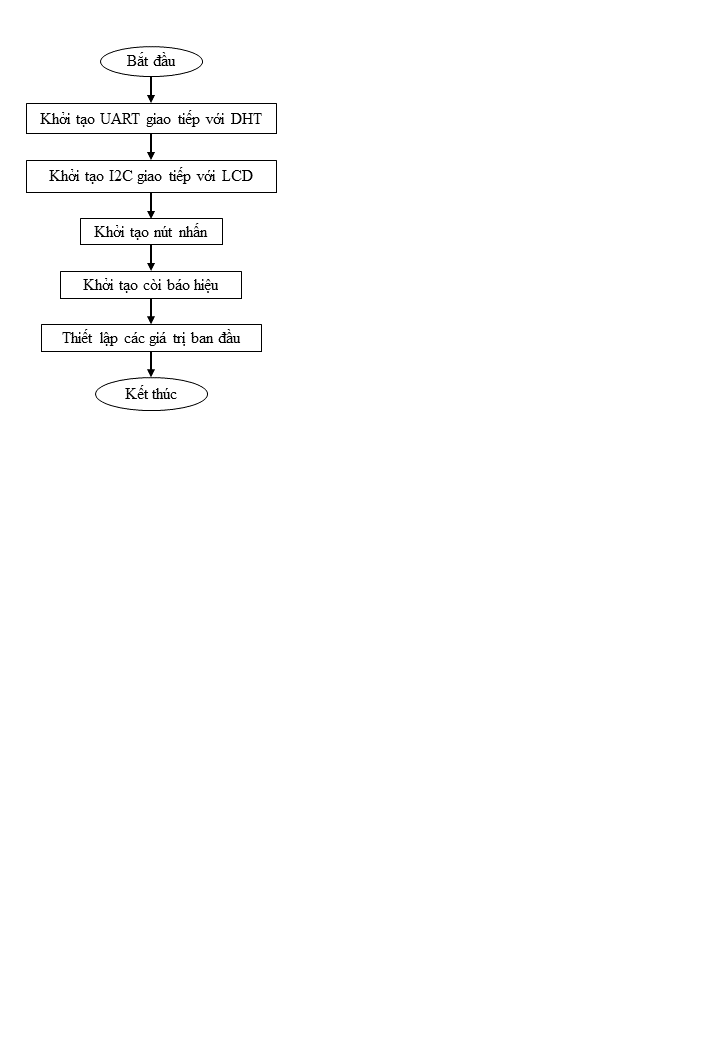 Bắt đầu
Khởi tạo UART giao tiếp với DHT
Khởi tạo I2C giao tiếp với LCD
Khởi tạo nút nhấn
Khởi tạo còi báo hiệu
Thiết lập các giá trị ban đầu
Kết thúc